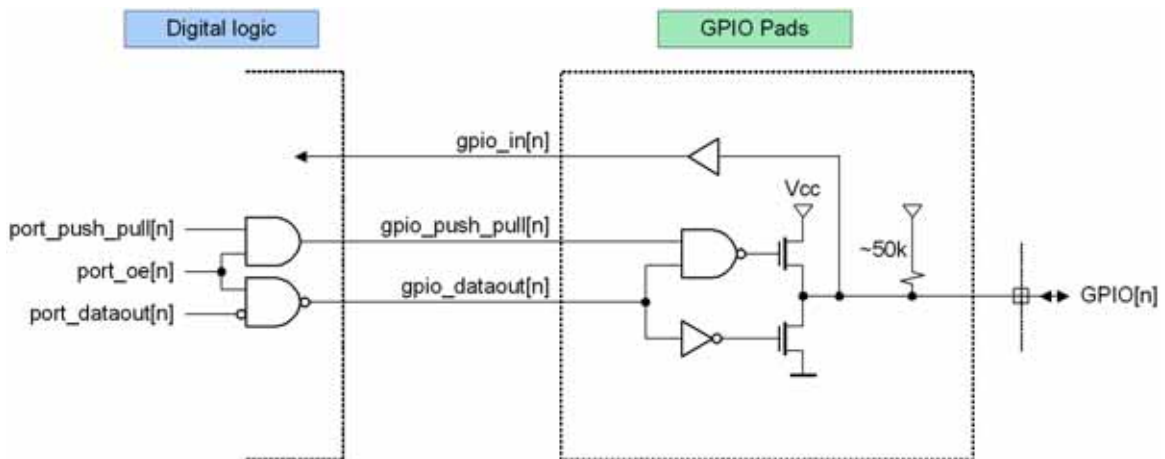 Digital logic
GPIO Pads
gpio_in[n]
Vcc
port_push_pull[n]
gpio_push_pull[n]
~50k
port_oe[n]
gpio_dataout[n]
GPIO[n]
port_dataout[n]